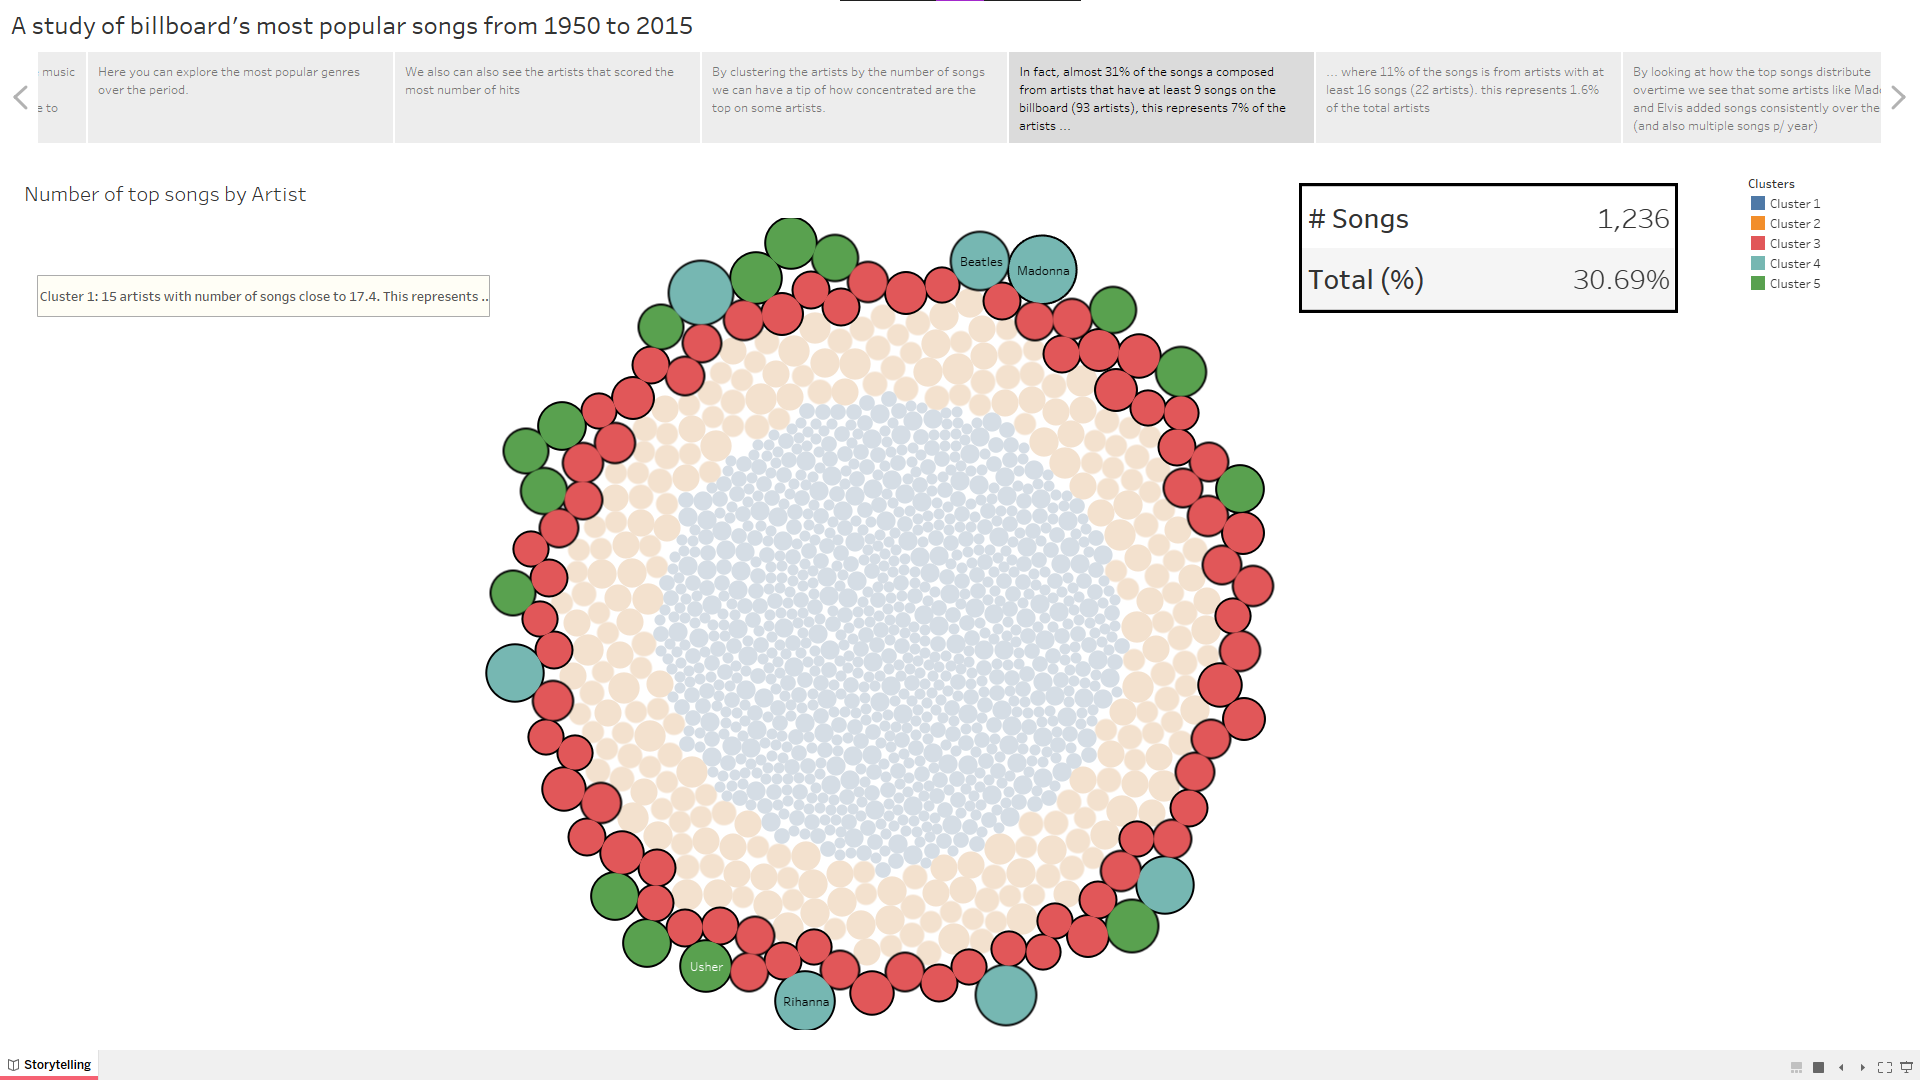 A study of billboard's most popular songs from 1950 to 2015
music
e to
Here you can explore the most popular genres
over the period.
We also can also see the artists that scored the
most number of hits
By clustering the artists by the number of songs
we can have a tip of how concentrated are the
top on some artists.
In fact, almost 31% of the songs a composed
from artists that have at least 9 songs on the
billboard (93 artists), this represents 7% of the
artists ...
... where 11% of the songs is from artists with at
least 16 songs (22 artists). this represents 1.6%
of the total artists
By looking at how the top songs distribute
overtime we see that some artists like Mad
and Elvis added songs consistently over the
(and also multiple songs p/ year)
Number of top songs by Artist
Cluster 1: 15 artists with number of songs close to 17.4. This represents ..
# Songs 1,236
Total (%) 30.69%
Clusters
Cluster 1
Cluster 2
Cluster 3
Cluster 4
Cluster 5
Beatles
Madonna
Usher
Rihanna
Storytelling